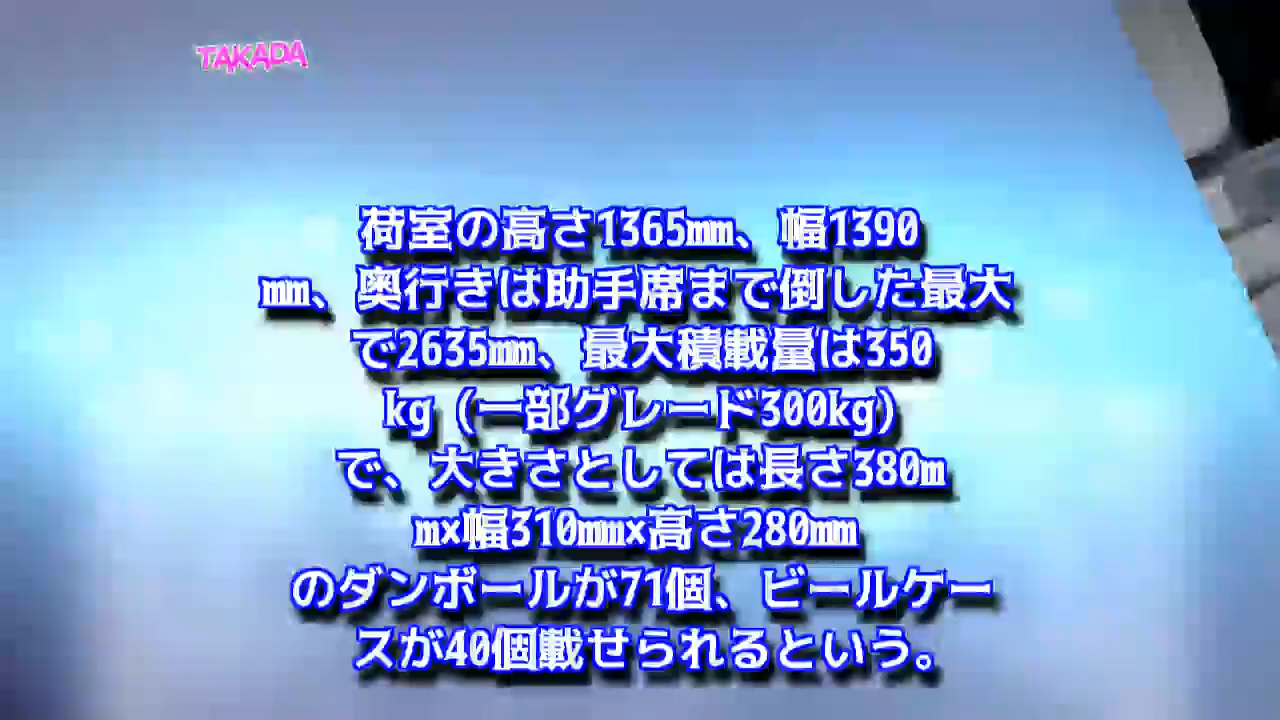 TAKADA
荷室の高さ1365mm、幅1390
mm、奥行きは助手席まで倒した最大
で2635mm、最大積載量は350
kg（一部グレード300kg）
で、大きさとしては長さ380m
m×幅310mm×高さ280mm
のダンボールが71個、ビールケー
スが40個載せられるという。